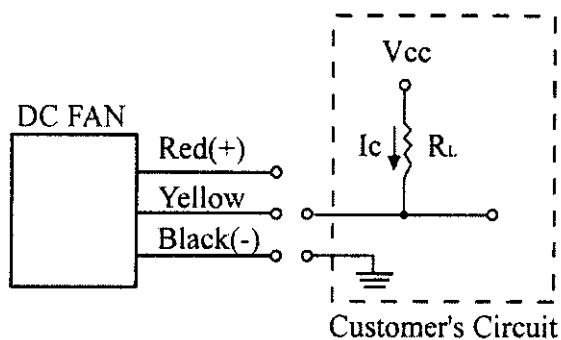 Vcc
DC FAN
Red(+)
Ic
RL
Yellow
Black(-)
Customer's Circuit